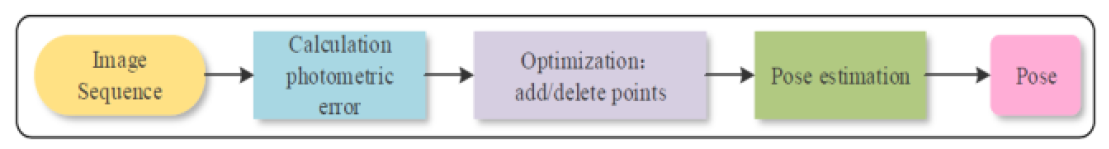 Image
Sequence
Calculation
photometric
error
Optimization:
add/delete points
Pose estimation
Pose